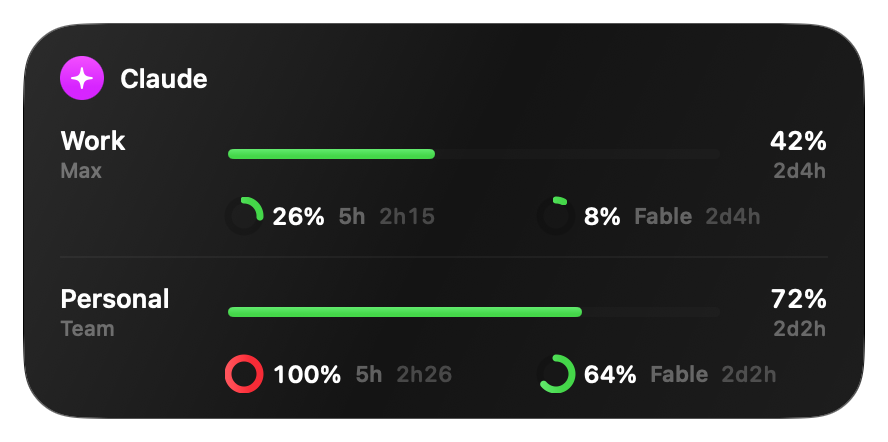 Claude
Work 42%
Max 2d4h
26% 5h 2h15 8% Fable 2d4h
Personal 72%
Team 2d2h
100% 5h 2h26 64% Fable 2d2h